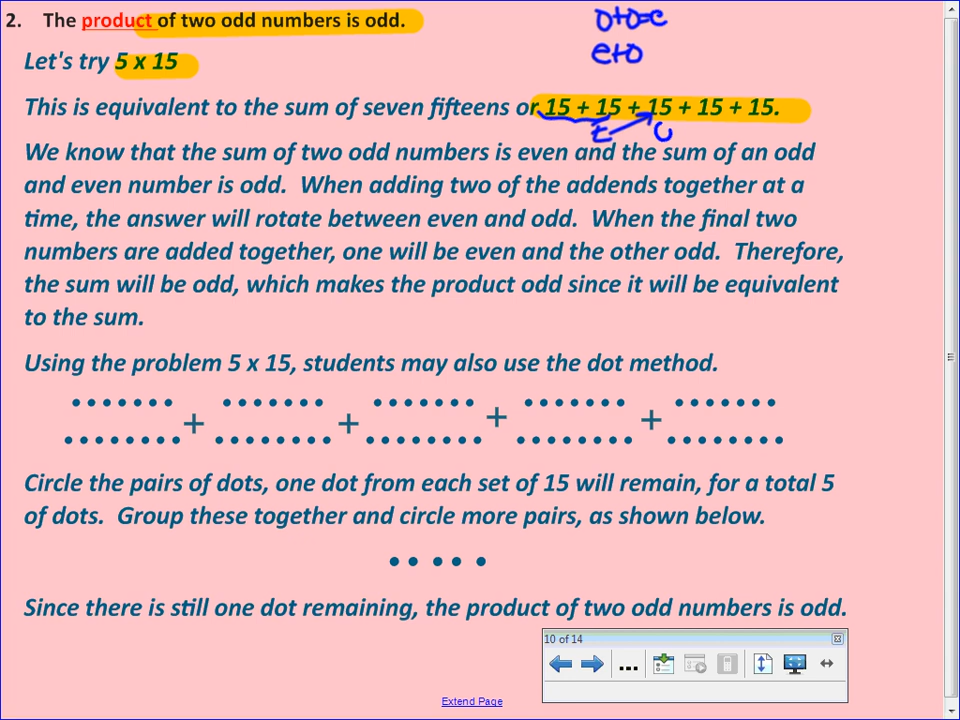 2. The product of two odd numbers is odd.
o+o=e
Let's try 5 x 15
e+o
This is equivalent to the sum of seven fifteens or 15 + 15 + 15 + 15 + 15.
E O
We know that the sum of two odd numbers is even and the sum of an odd
and even number is odd. When adding two of the addends together at a
time, the answer will rotate between even and odd. When the final two
numbers are added together, one will be even and the other odd. Therefore,
the sum will be odd, which makes the product odd since it will be equivalent
to the sum.
Using the problem 5 x 15, students may also use the dot method.
+ + + +
Circle the pairs of dots, one dot from each set of 15 will remain, for a total 5
of dots. Group these together and circle more pairs, as shown below.
Since there is still one dot remaining, the product of two odd numbers is odd.
10 of 14
Extend Page